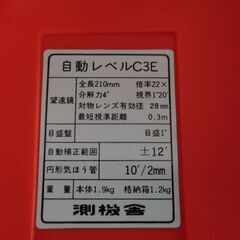 自動レベルC3E
望遠鏡
全長210mm 倍率22×
分解力4" 視界1°20'
対物レンズ有効径 28mm
最短視準距離 0.3m
目盛盤 目盛1°
自動補正範囲 ±12'
円形気ほう管 10'/2mm
重量 本体1.9kg 格納箱1.2kg
測機舎